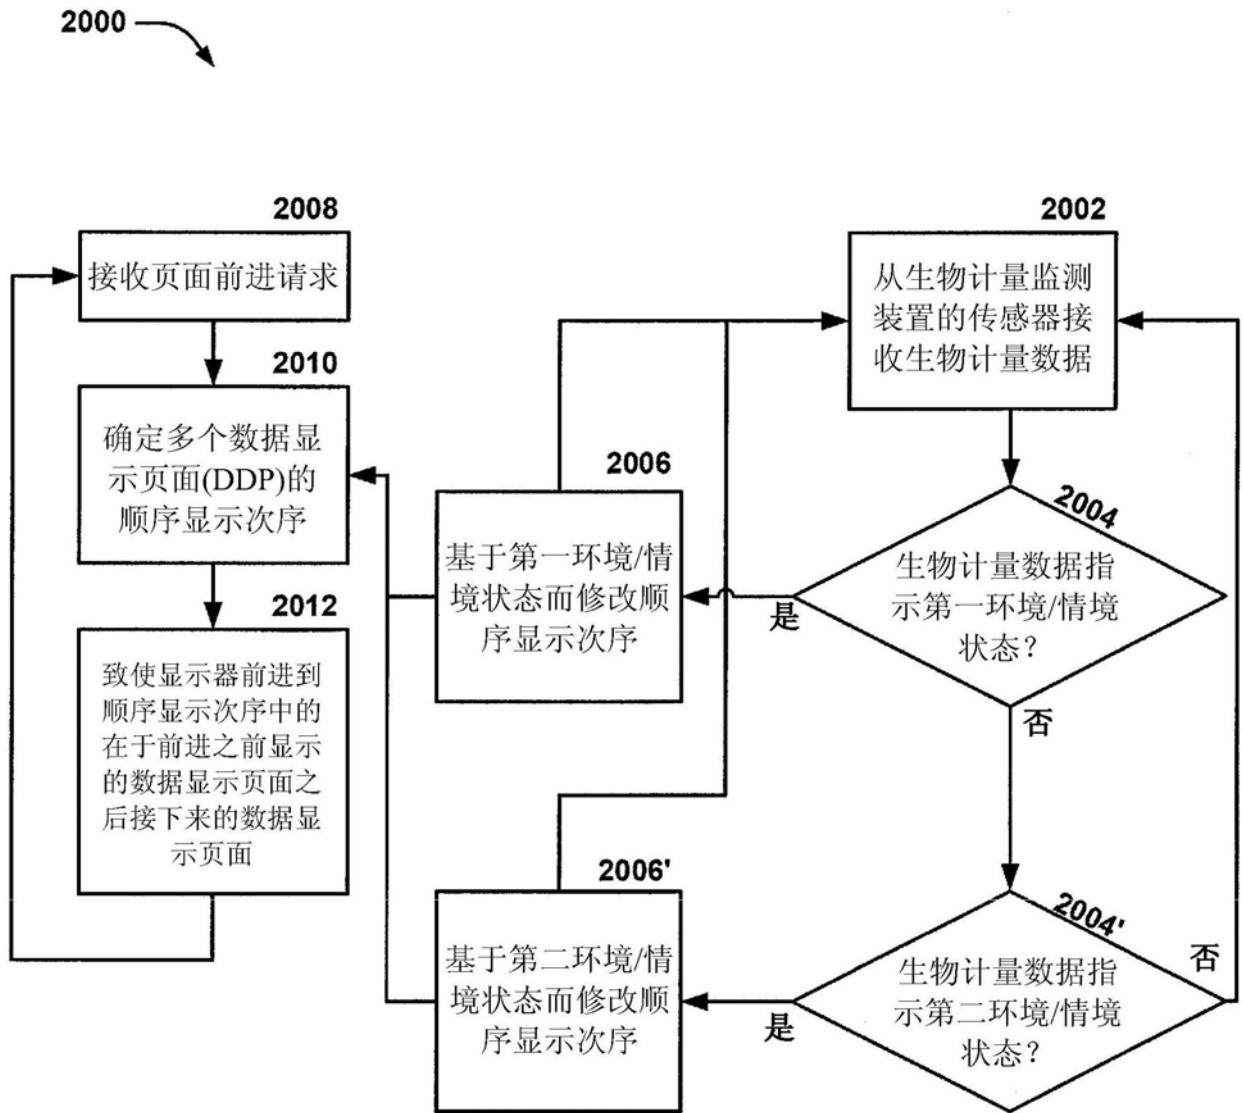 2000
2008
接收页面前进请求
2010
确定多个数据显
示页面(DDP)的
顺序显示次序
2012
致使显示器前进到
顺序显示次序中的
在于前进之前显示
的数据显示页面之
后接下来的数据显
示页面
2002
从生物计量监测
装置的传感器接
收生物计量数据
2004
生物计量数据指
示第一环境/情境
状态？
是
否
2006
基于第一环境/情
境状态而修改顺
序显示次序
2004'
生物计量数据指
示第二环境/情境
状态？
是
否
2006'
基于第二环境/情
境状态而修改顺
序显示次序